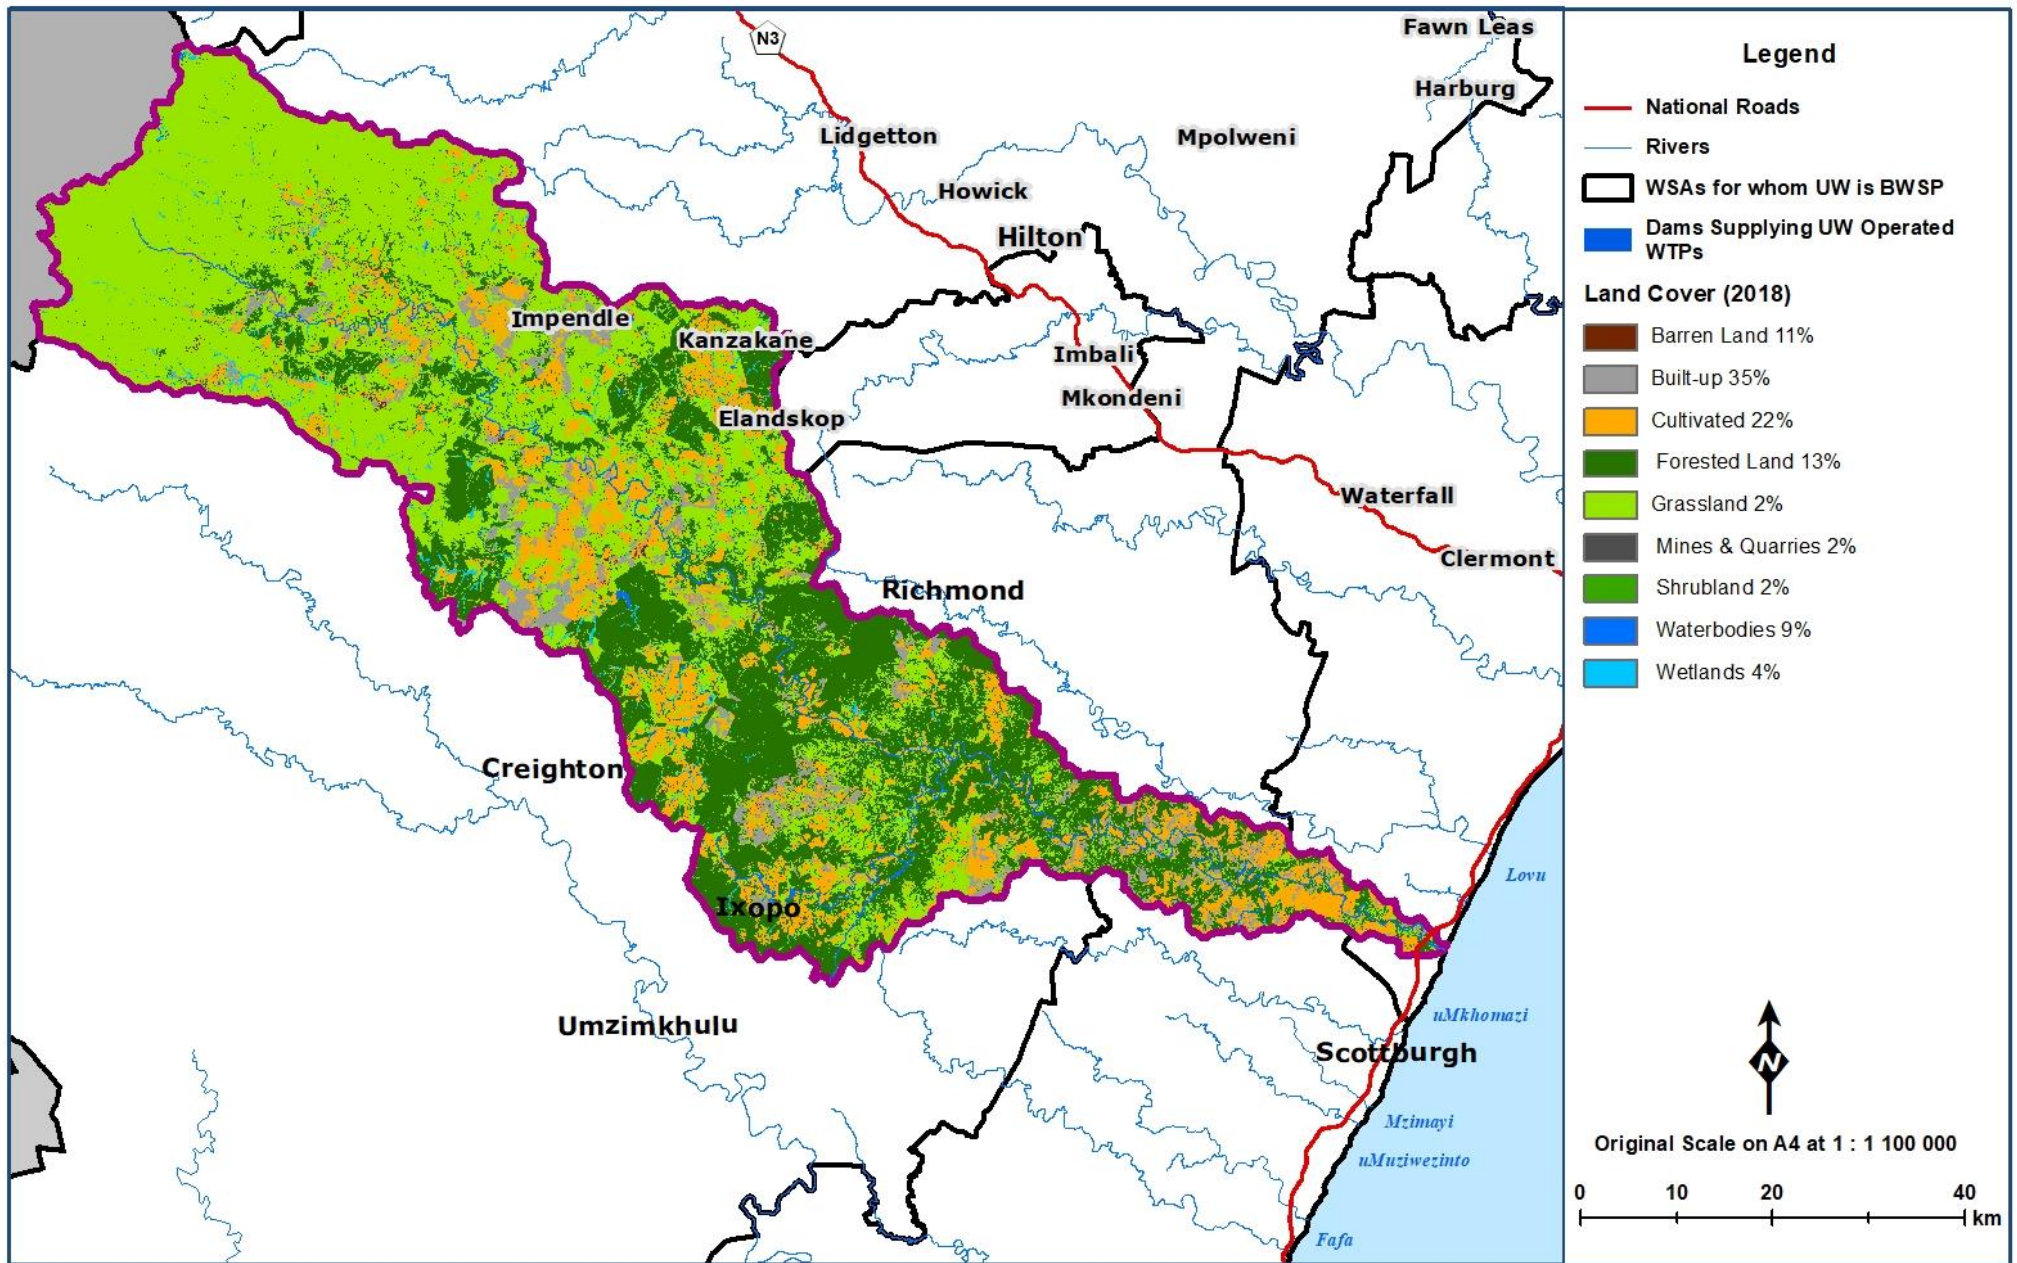 Fawn Leas
N3
Harburg
Lidgetton
Mpolweni
Howick
Hilton
Impendle
Kanzakane
Imbali
Mkondeni
Elandskop
Waterfall
Clermont
Richmond
Creighton
Lovu
Ixopo
uMkhomazi
Umzimkhulu
Scottburgh
Mzimayi
uMuziwezinto
Fafa
Legend
National Roads
Rivers
WSAs for whom UW is BWSP
Dams Supplying UW Operated
WTPs
Land Cover (2018)
Barren Land 11%
Built-up 35%
Cultivated 22%
Forested Land 13%
Grassland 2%
Mines & Quarries 2%
Shrubland 2%
Waterbodies 9%
Wetlands 4%
N
Original Scale on A4 at 1 : 1 100 000
0 10 20 40
km